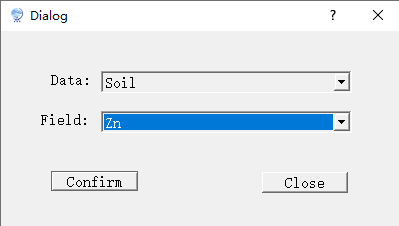 Dialog ?
Data: Soil
Field: Zn
Confirm Close